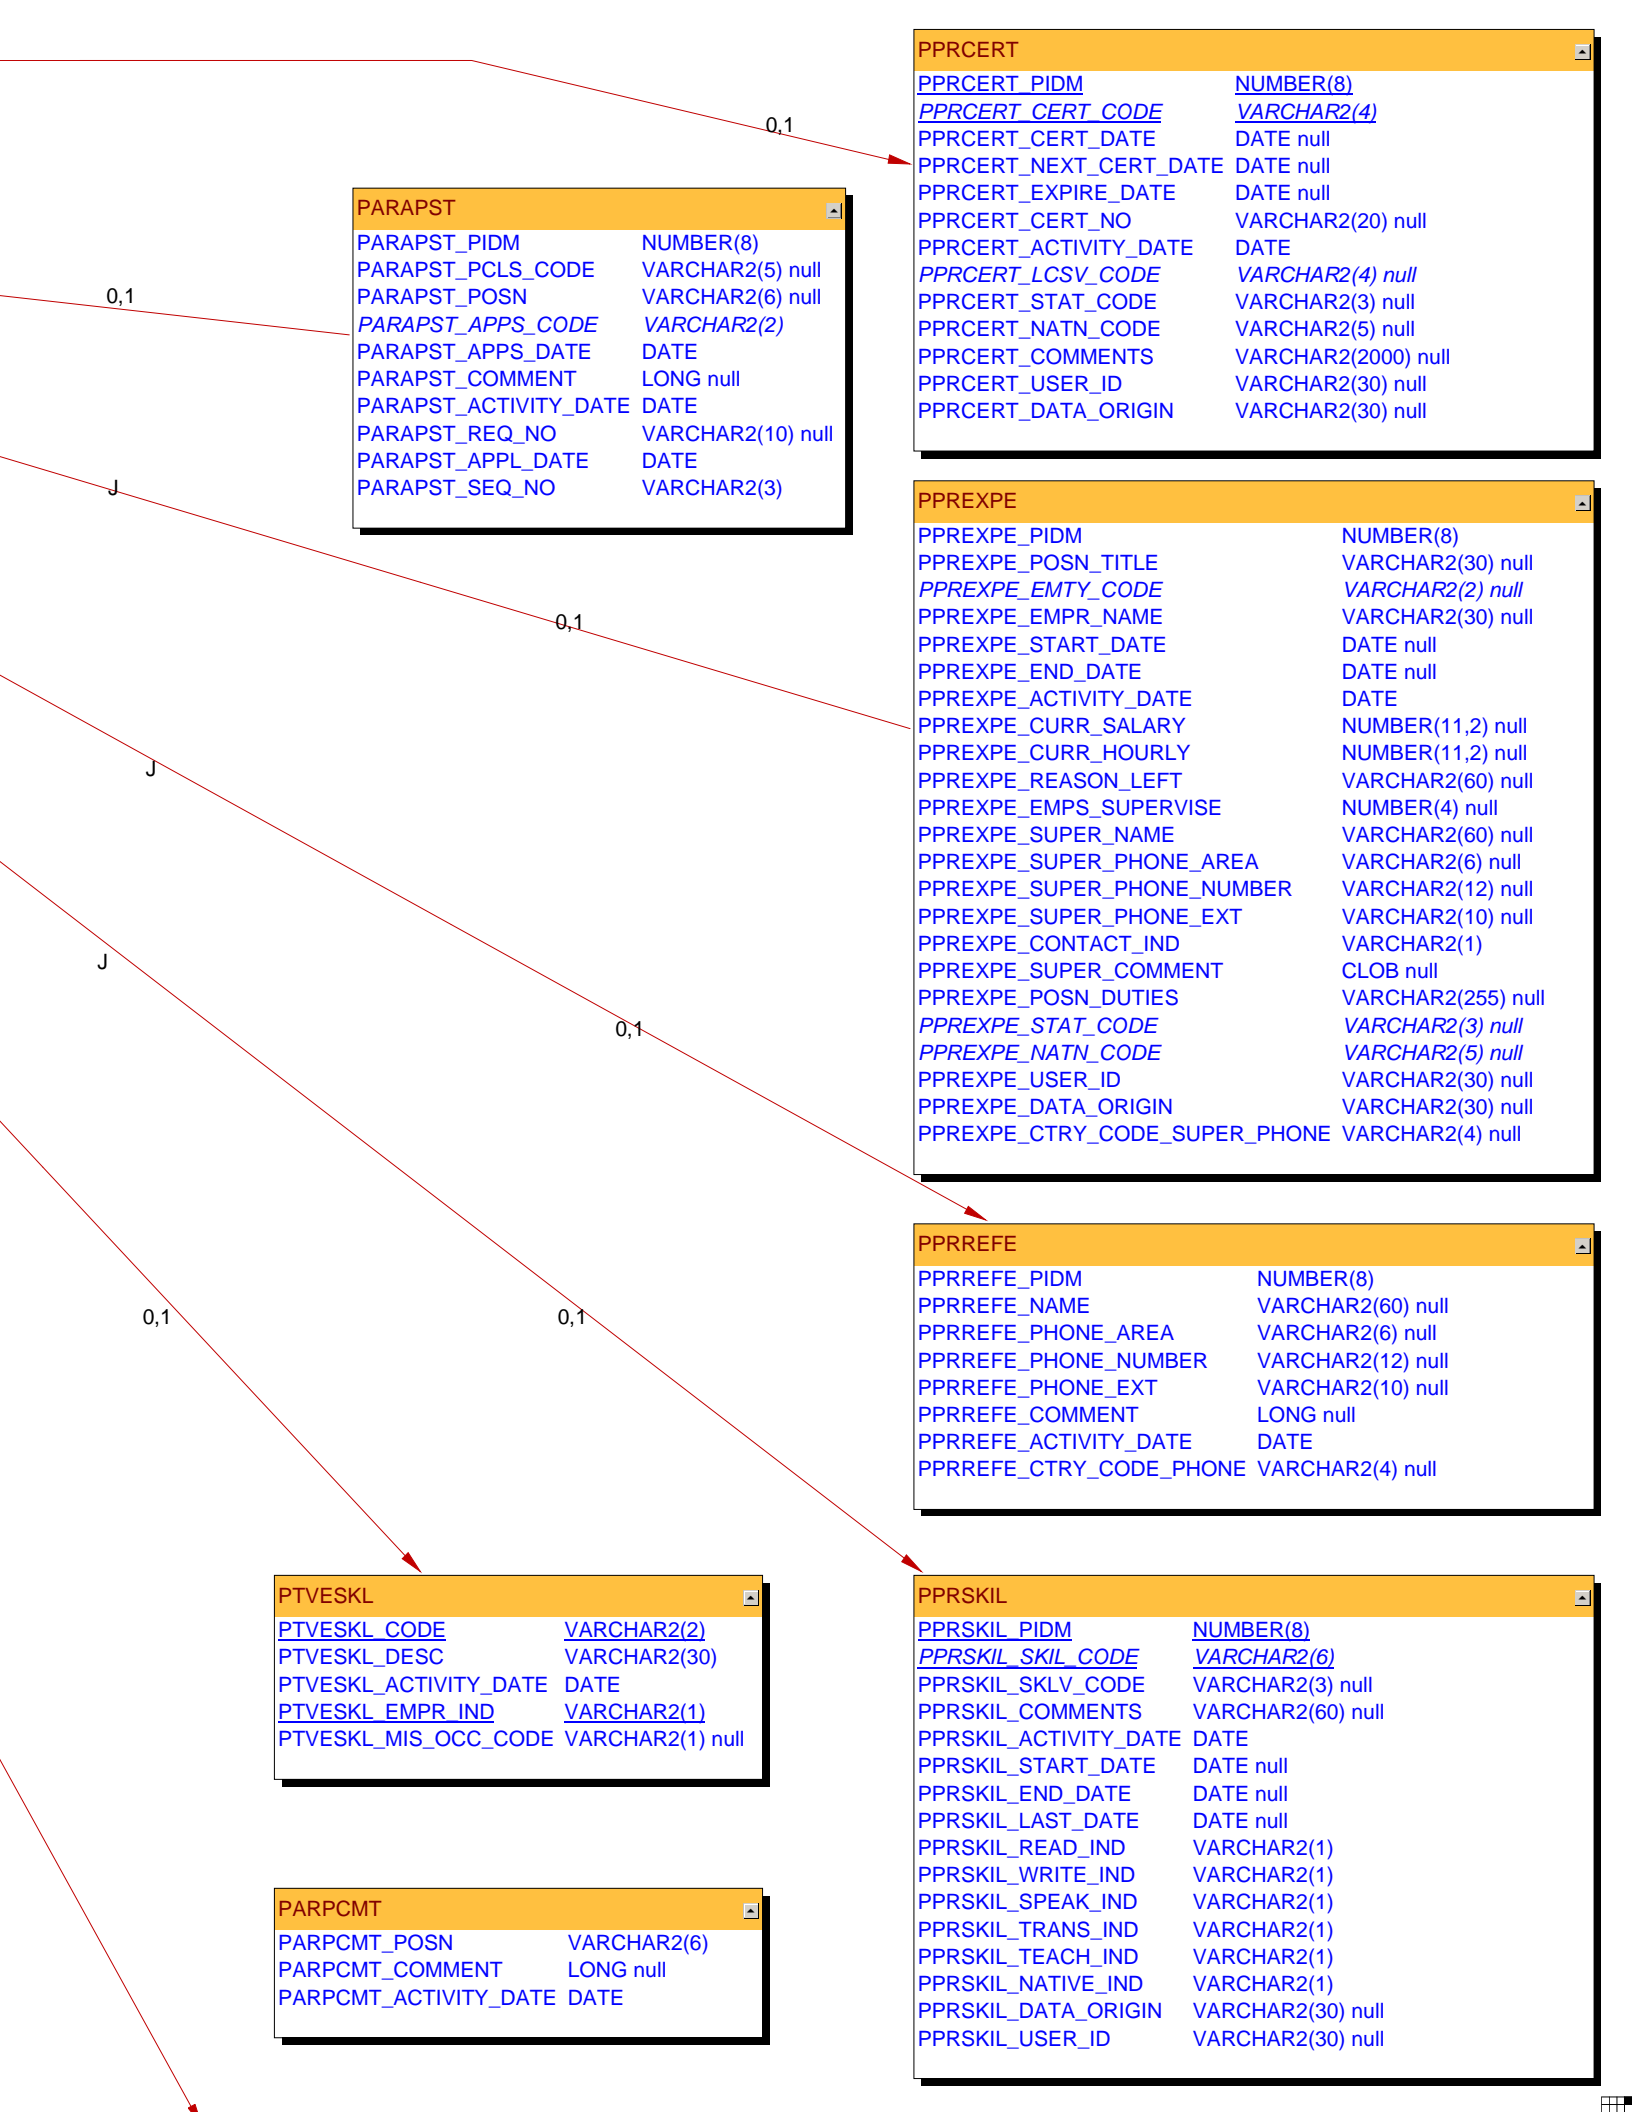 PPRCERT
PPRCERT_PIDM NUMBER(8)
PPRCERT_CERT_CODE VARCHAR2(4)
PPRCERT_CERT_DATE DATE null
PPRCERT_NEXT_CERT_DATE DATE null
PPRCERT_EXPIRE_DATE DATE null
PPRCERT_CERT_NO VARCHAR2(20) null
PPRCERT_ACTIVITY_DATE DATE
PPRCERT_LCSV_CODE VARCHAR2(4) null
PPRCERT_STAT_CODE VARCHAR2(3) null
PPRCERT_NATN_CODE VARCHAR2(5) null
PPRCERT_COMMENTS VARCHAR2(2000) null
PPRCERT_USER_ID VARCHAR2(30) null
PPRCERT_DATA_ORIGIN VARCHAR2(30) null
0,1
PARAPST
PARAPST_PIDM NUMBER(8)
PARAPST_PCLS_CODE VARCHAR2(5) null
PARAPST_POSN VARCHAR2(6) null
PARAPST_APPS_CODE VARCHAR2(2)
PARAPST_APPS_DATE DATE
PARAPST_COMMENT LONG null
PARAPST_ACTIVITY_DATE DATE
PARAPST_REQ_NO VARCHAR2(10) null
PARAPST_APPL_DATE DATE
PARAPST_SEQ_NO VARCHAR2(3)
0,1
J
PPREXPE
PPREXPE_PIDM NUMBER(8)
PPREXPE_POSN_TITLE VARCHAR2(30) null
PPREXPE_EMTY_CODE VARCHAR2(2) null
PPREXPE_EMPR_NAME VARCHAR2(30) null
PPREXPE_START_DATE DATE null
PPREXPE_END_DATE DATE null
PPREXPE_ACTIVITY_DATE DATE
PPREXPE_CURR_SALARY NUMBER(11,2) null
PPREXPE_CURR_HOURLY NUMBER(11,2) null
PPREXPE_REASON_LEFT VARCHAR2(60) null
PPREXPE_EMPS_SUPERVISE NUMBER(4) null
PPREXPE_SUPER_NAME VARCHAR2(60) null
PPREXPE_SUPER_PHONE_AREA VARCHAR2(6) null
PPREXPE_SUPER_PHONE_NUMBER VARCHAR2(12) null
PPREXPE_SUPER_PHONE_EXT VARCHAR2(10) null
PPREXPE_CONTACT_IND VARCHAR2(1)
PPREXPE_SUPER_COMMENT CLOB null
PPREXPE_POSN_DUTIES VARCHAR2(255) null
PPREXPE_STAT_CODE VARCHAR2(3) null
PPREXPE_NATN_CODE VARCHAR2(5) null
PPREXPE_USER_ID VARCHAR2(30) null
PPREXPE_DATA_ORIGIN VARCHAR2(30) null
PPREXPE_CTRY_CODE_SUPER_PHONE VARCHAR2(4) null
0,1
J
J
0,1
PPRREFE
PPRREFE_PIDM NUMBER(8)
PPRREFE_NAME VARCHAR2(60) null
PPRREFE_PHONE_AREA VARCHAR2(6) null
PPRREFE_PHONE_NUMBER VARCHAR2(12) null
PPRREFE_PHONE_EXT VARCHAR2(10) null
PPRREFE_COMMENT LONG null
PPRREFE_ACTIVITY_DATE DATE
PPRREFE_CTRY_CODE_PHONE VARCHAR2(4) null
0,1
0,1
PTVESKL
PTVESKL_CODE VARCHAR2(2)
PTVESKL_DESC VARCHAR2(30)
PTVESKL_ACTIVITY_DATE DATE
PTVESKL_EMPR_IND VARCHAR2(1)
PTVESKL_MIS_OCC_CODE VARCHAR2(1) null
PPRSKIL
PPRSKIL_PIDM NUMBER(8)
PPRSKIL_SKIL_CODE VARCHAR2(6)
PPRSKIL_SKLV_CODE VARCHAR2(3) null
PPRSKIL_COMMENTS VARCHAR2(60) null
PPRSKIL_ACTIVITY_DATE DATE
PPRSKIL_START_DATE DATE null
PPRSKIL_END_DATE DATE null
PPRSKIL_LAST_DATE DATE null
PPRSKIL_READ_IND VARCHAR2(1)
PPRSKIL_WRITE_IND VARCHAR2(1)
PPRSKIL_SPEAK_IND VARCHAR2(1)
PPRSKIL_TRANS_IND VARCHAR2(1)
PPRSKIL_TEACH_IND VARCHAR2(1)
PPRSKIL_NATIVE_IND VARCHAR2(1)
PPRSKIL_DATA_ORIGIN VARCHAR2(30) null
PPRSKIL_USER_ID VARCHAR2(30) null
PARPCMT
PARPCMT_POSN VARCHAR2(6)
PARPCMT_COMMENT LONG null
PARPCMT_ACTIVITY_DATE DATE